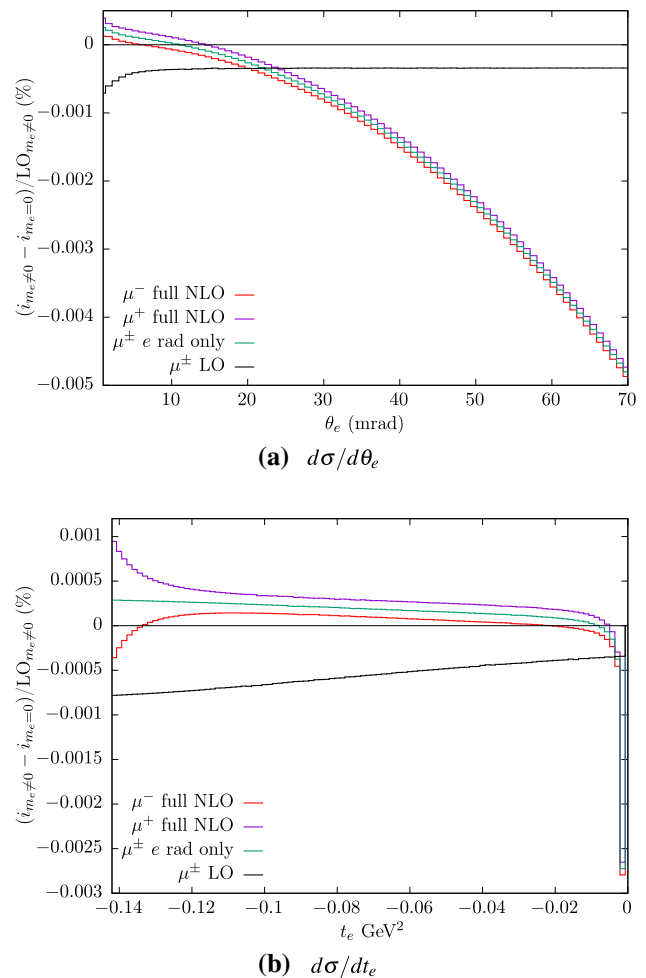 0
−0.001
−0.002
−0.003
−0.004
−0.005
(i_{m_e≠0} − i_{m_e=0})/LO_{m_e≠0} (%)
μ⁻ full NLO
μ⁺ full NLO
μ± e rad only
μ± LO
10 20 30 40 50 60 70
θ_e (mrad)
(a) dσ/dθ_e
0.001
0.0005
0
−0.0005
−0.001
−0.0015
−0.002
−0.0025
−0.003
(i_{m_e≠0} − i_{m_e=0})/LO_{m_e≠0} (%)
μ⁻ full NLO
μ⁺ full NLO
μ± e rad only
μ± LO
−0.14 −0.12 −0.1 −0.08 −0.06 −0.04 −0.02 0
t_e GeV²
(b) dσ/dt_e